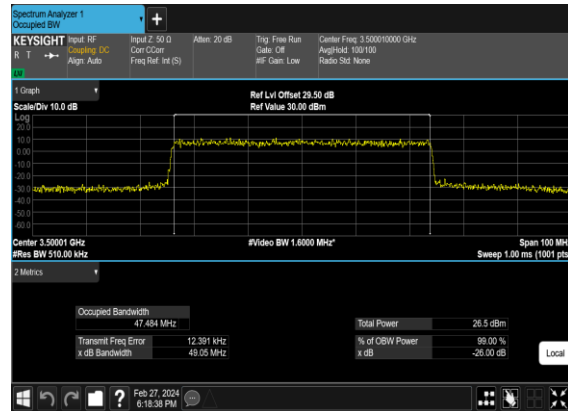 Spectrum Analyzer 1
Occupied BW
+
KEYSIGHT Input: RF Input Z: 50 Ω Atten: 20 dB Trig: Free Run Center Freq: 3.500010000 GHz
R T Coupling: DC Corr CCorr Gate: Off Avg|Hold: 100/100
Align: Auto Freq Ref: Int (S) #IF Gain: Low Radio Std: None
LXI
1 Graph
Ref Lvl Offset 29.50 dB
Scale/Div 10.0 dB Ref Value 30.00 dBm
Log
20.0
10.0
0.00
-10.0
-20.0
-30.0
-40.0
-50.0
-60.0
Center 3.50001 GHz #Video BW 1.6000 MHz* Span 100 MH
#Res BW 510.00 kHz Sweep 1.00 ms (1001 pts
2 Metrics
Occupied Bandwidth
47.484 MHz Total Power 26.5 dBm
Transmit Freq Error 12.391 kHz % of OBW Power 99.00 %
x dB Bandwidth 49.05 MHz x dB -26.00 dB
Local
? Feb 27, 2024
6:18:38 PM